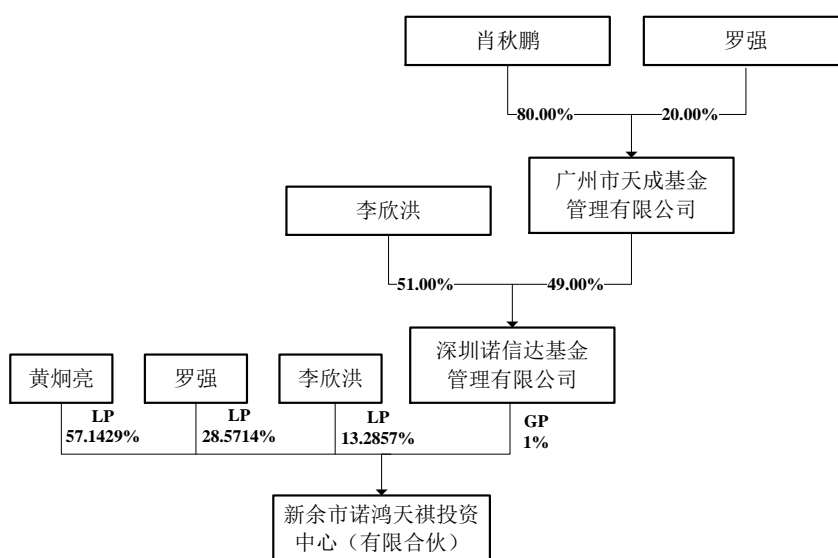 肖秋鹏
罗强
80.00%
20.00%
广州市天成基金
管理有限公司
李欣洪
51.00%
49.00%
深圳诺信达基金
管理有限公司
黄炯亮
罗强
李欣洪
LP
57.1429%
LP
28.5714%
LP
13.2857%
GP
1%
新余市诺鸿天祺投资
中心（有限合伙）